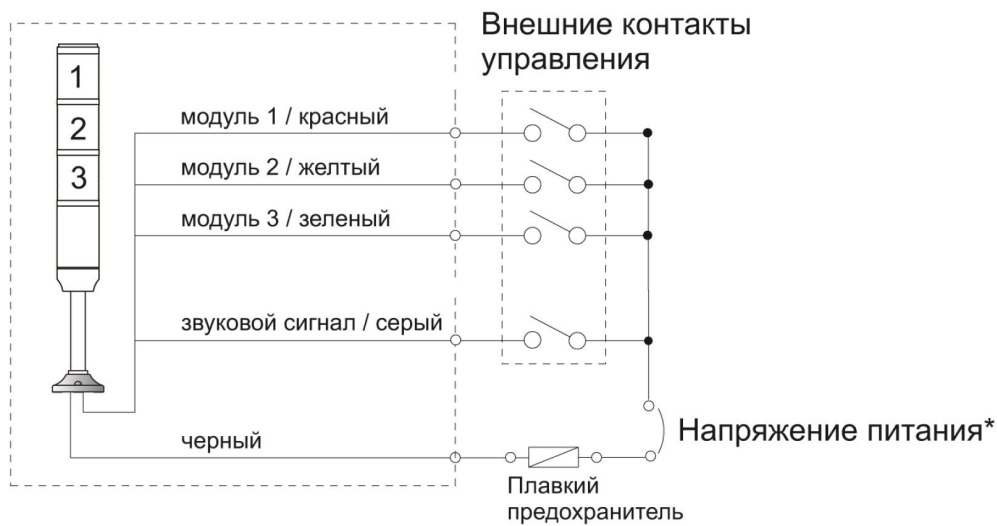 Внешние контакты
управления
1
2
3
модуль 1 / красный
модуль 2 / желтый
модуль 3 / зеленый
звуковой сигнал / серый
черный
Напряжение питания*
Плавкий
предохранитель